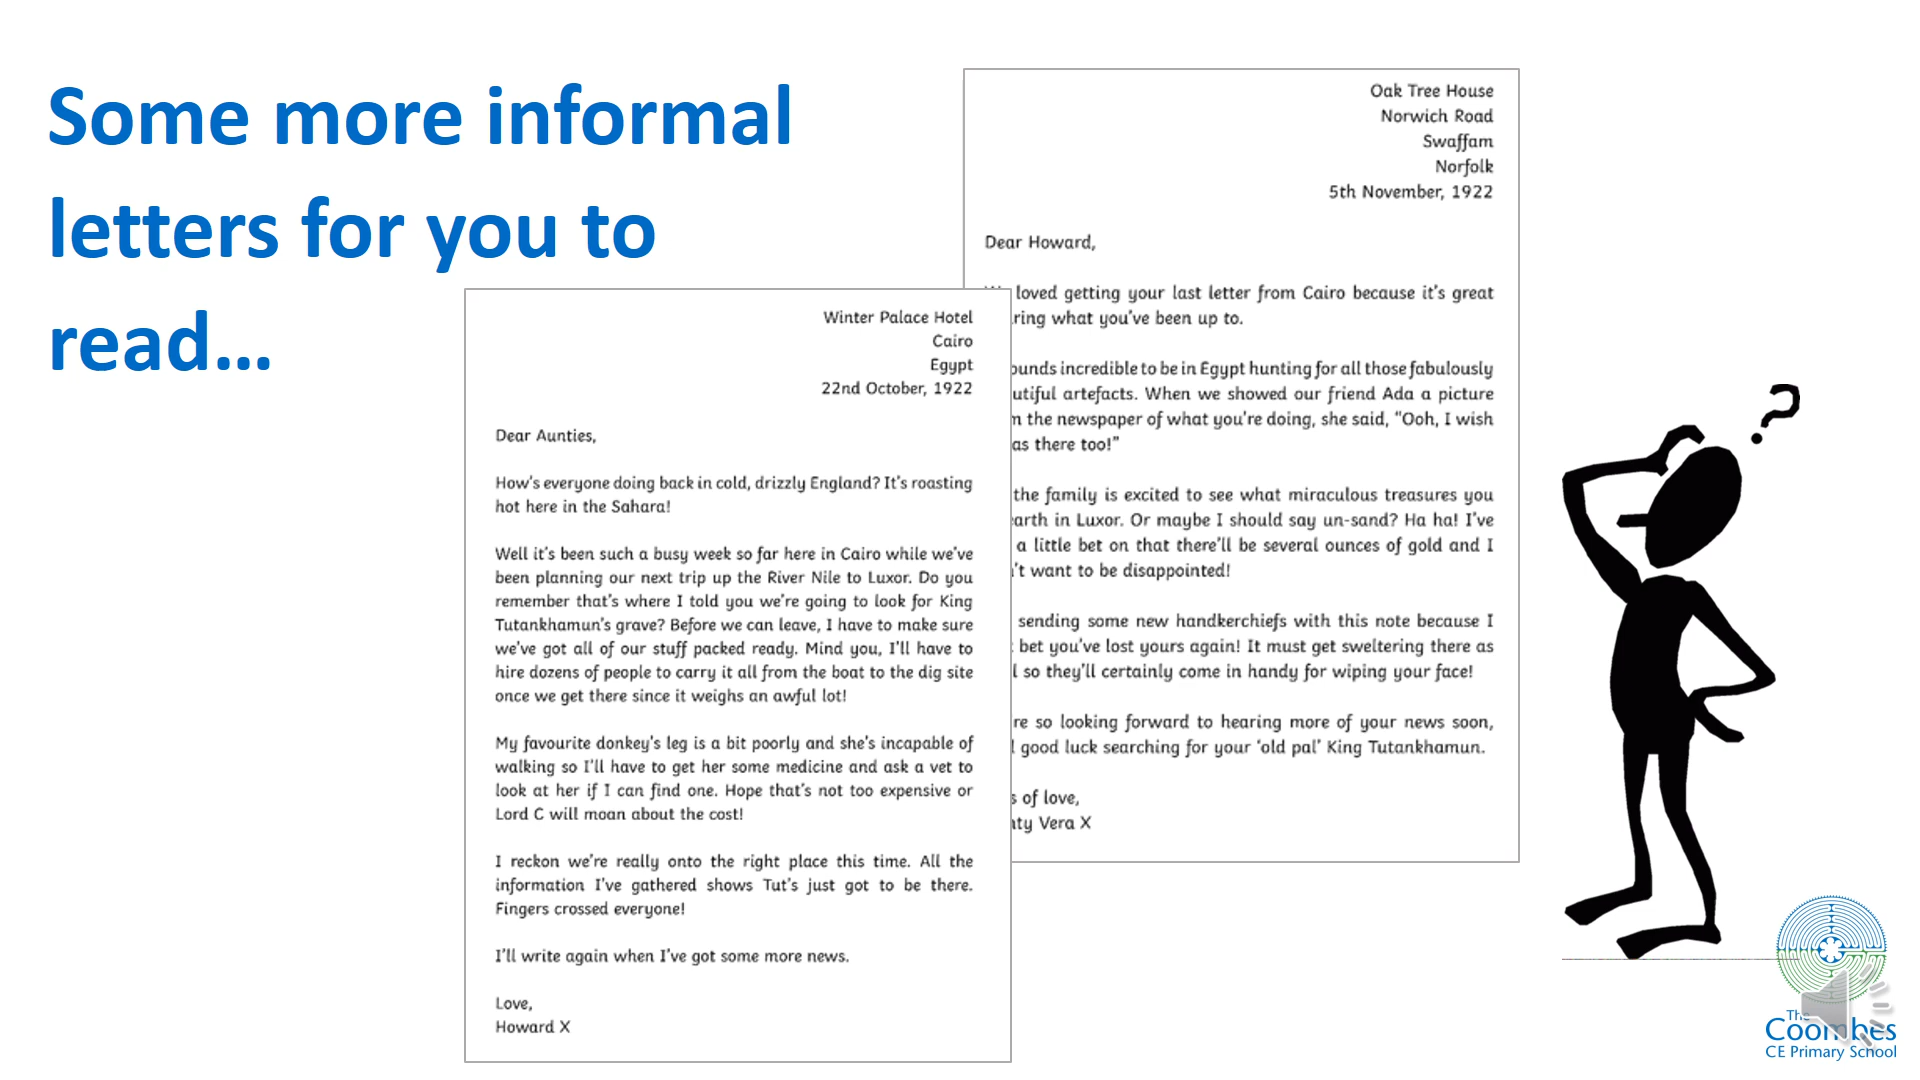 Some more informal
letters for you to
read...
Winter Palace Hotel
Cairo
Egypt
22nd October, 1922
Dear Aunties,
How's everyone doing back in cold, drizzly England? It's roasting
hot here in the Sahara!
Well it's been such a busy week so far here in Cairo while we've
been planning our next trip up the River Nile to Luxor. Do you
remember that's where I told you we're going to look for King
Tutankhamun's grave? Before we can leave, I have to make sure
we've got all of our stuff packed ready. Mind you, I'll have to
hire dozens of people to carry it all from the boat to the dig site
once we get there since it weighs an awful lot!
My favourite donkey's leg is a bit poorly and she's incapable of
walking so I'll have to get her some medicine and ask a vet to
look at her if I can find one. Hope that's not too expensive or
Lord C will moan about the cost!
I reckon we're really onto the right place this time. All the
information I've gathered shows Tut's just got to be there.
Fingers crossed everyone!
I'll write again when I've got some more news.
Love,
Howard X
Oak Tree House
Norwich Road
Swaffam
Norfolk
5th November, 1922
Dear Howard,
loved getting your last letter from Cairo because it's great
what you've been up to.
incredible to be in Egypt hunting for all those fabulously
artefacts. When we showed our friend Ada a picture
the newspaper of what you're doing, she said, "Ooh, I wish
there too!"
the family is excited to see what miraculous treasures you
in Luxor. Or maybe I should say un-sand? Ha ha! I've
a little bet on that there'll be several ounces of gold and I
want to be disappointed!
sending some new handkerchiefs with this note because I
bet you've lost yours again! It must get sweltering there as
so they'll certainly come in handy for wiping your face!
so looking forward to hearing more of your news soon,
good luck searching for your 'old pal' King Tutankhamun.
of love,
Vera X
?
The
Coombes
CE Primary School